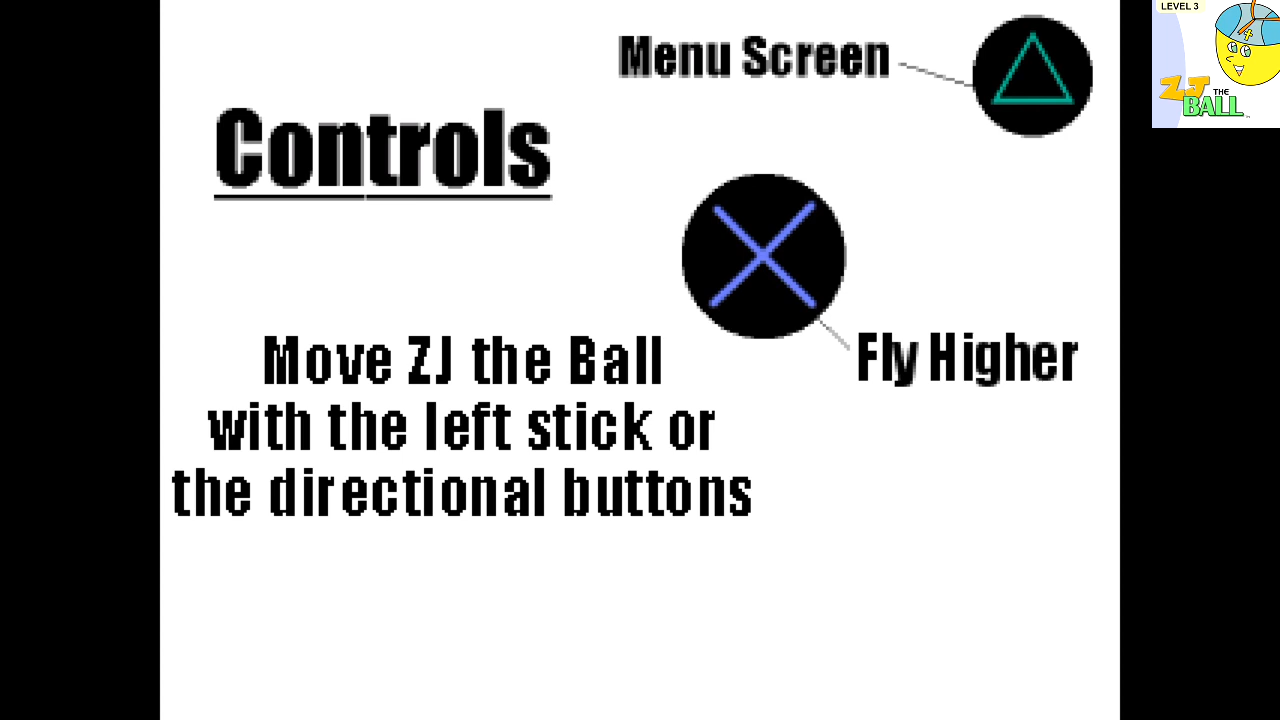 Menu Screen
Controls
Fly Higher
Move ZJ the Ball
with the left stick or
the directional buttons
LEVEL 3
ZJ THE
BALL